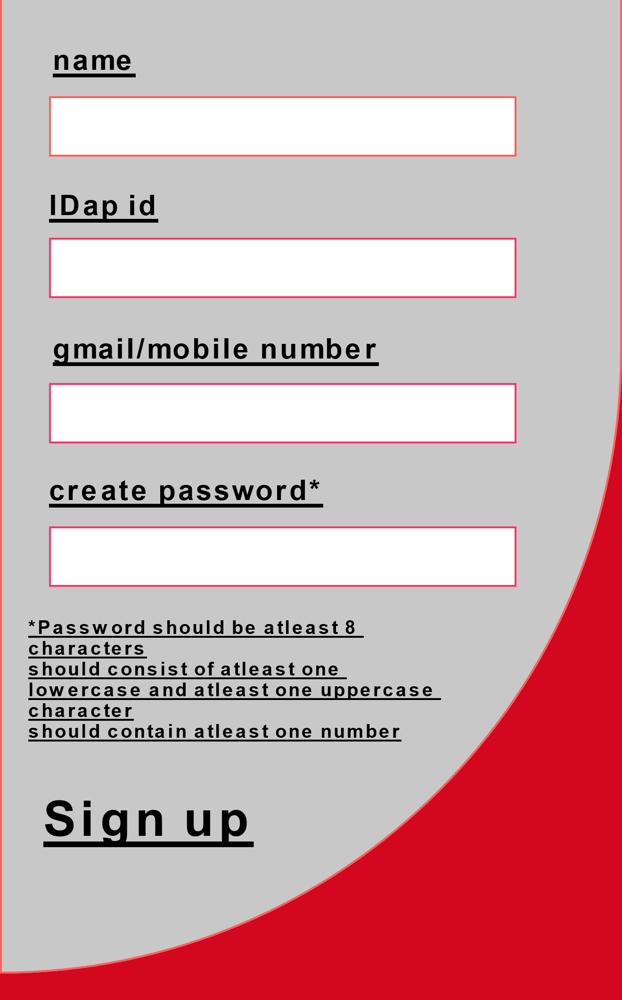 name
lDap id
gmail/mobile number
create password*
*Password should be atleast 8
characters
should consist of atleast one
lowercase and atleast one uppercase
character
should contain atleast one number
Sign up